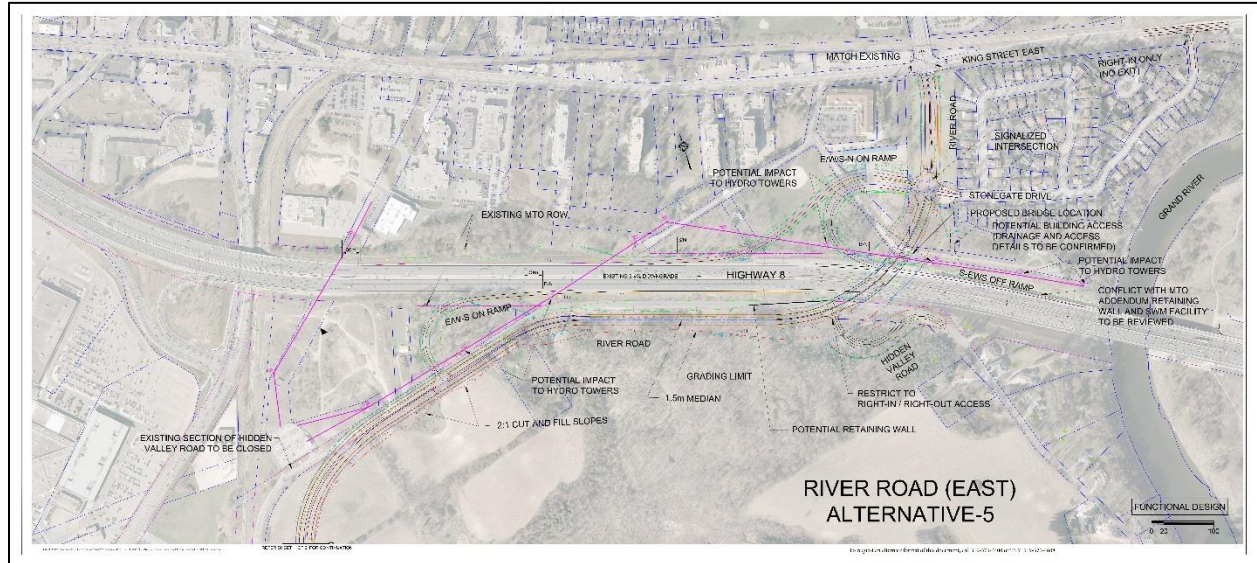 MATCH EXISTING
KING STREET EAST
RIGHT-IN ONLY
(NO EXIT)
RIVER ROAD
SIGNALIZED
INTERSECTION
E/W/S-N ON RAMP
POTENTIAL IMPACT
TO HYDRO TOWERS
STONEGATE DRIVE
GRAND RIVER
EXISTING MTO ROW
PROPOSED BRIDGE LOCATION
POTENTIAL BUILDING ACCESS
(DRAINAGE AND ACCESS
DETAILS TO BE CONFIRMED)
POTENTIAL IMPACT
TO HYDRO TOWERS
HIGHWAY 8
S-EWS OFF RAMP
CONFLICT WITH MTO
ADDENDUM RETAINING
WALL AND SWM FACILITY
TO BE REVIEWED
E/W-S ON RAMP
RIVER ROAD
HIDDEN
VALLEY
ROAD
POTENTIAL IMPACT
TO HYDRO TOWERS
GRADING LIMIT
1.5m MEDIAN
RESTRICT TO
RIGHT-IN / RIGHT-OUT ACCESS
2:1 CUT AND FILL SLOPES
POTENTIAL RETAINING WALL
EXISTING SECTION OF HIDDEN
VALLEY ROAD TO BE CLOSED
RIVER ROAD (EAST)
ALTERNATIVE-5
FUNCTIONAL DESIGN
0 20 100